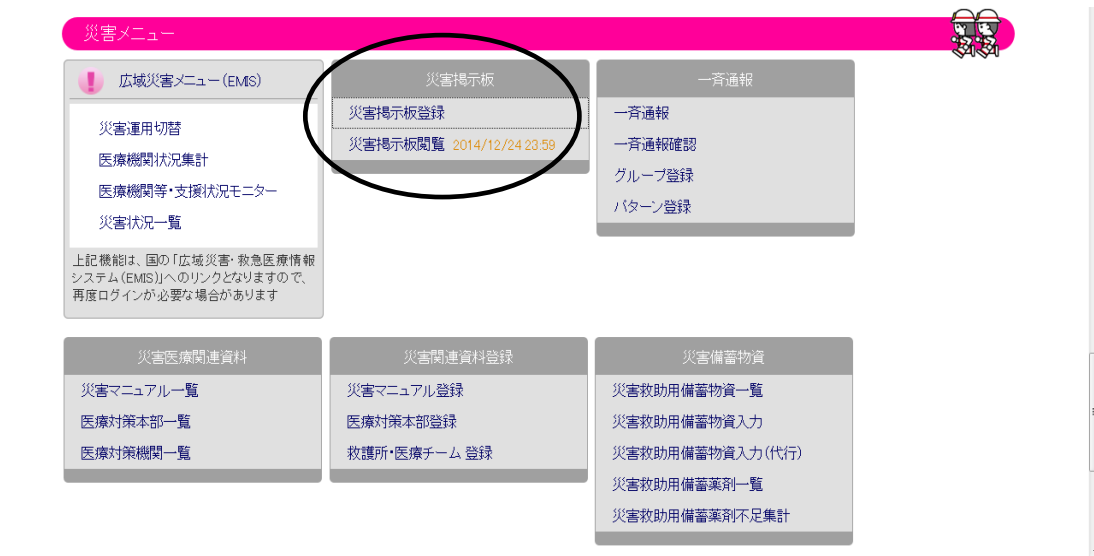 災害メニュー
広域災害メニュー(EMIS)
災害運用切替
医療機関状況集計
医療機関等・支援状況モニター
災害状況一覧
上記機能は、国の「広域災害・救急医療情報
システム(EMIS)」へのリンクとなりますので、
再度ログインが必要な場合があります
災害掲示板
災害掲示板登録
災害掲示板閲覧 2014/12/24 23:59
一斉通報
一斉通報
一斉通報確認
グループ登録
パターン登録
災害医療関連資料
災害マニュアル一覧
医療対策本部一覧
医療対策機関一覧
災害関連資料登録
災害マニュアル登録
医療対策本部登録
救護所・医療チーム 登録
災害備蓄物資
災害救助用備蓄物資一覧
災害救助用備蓄物資入力
災害救助用備蓄物資入力(代行)
災害救助用備蓄薬剤一覧
災害救助用備蓄薬剤不足集計